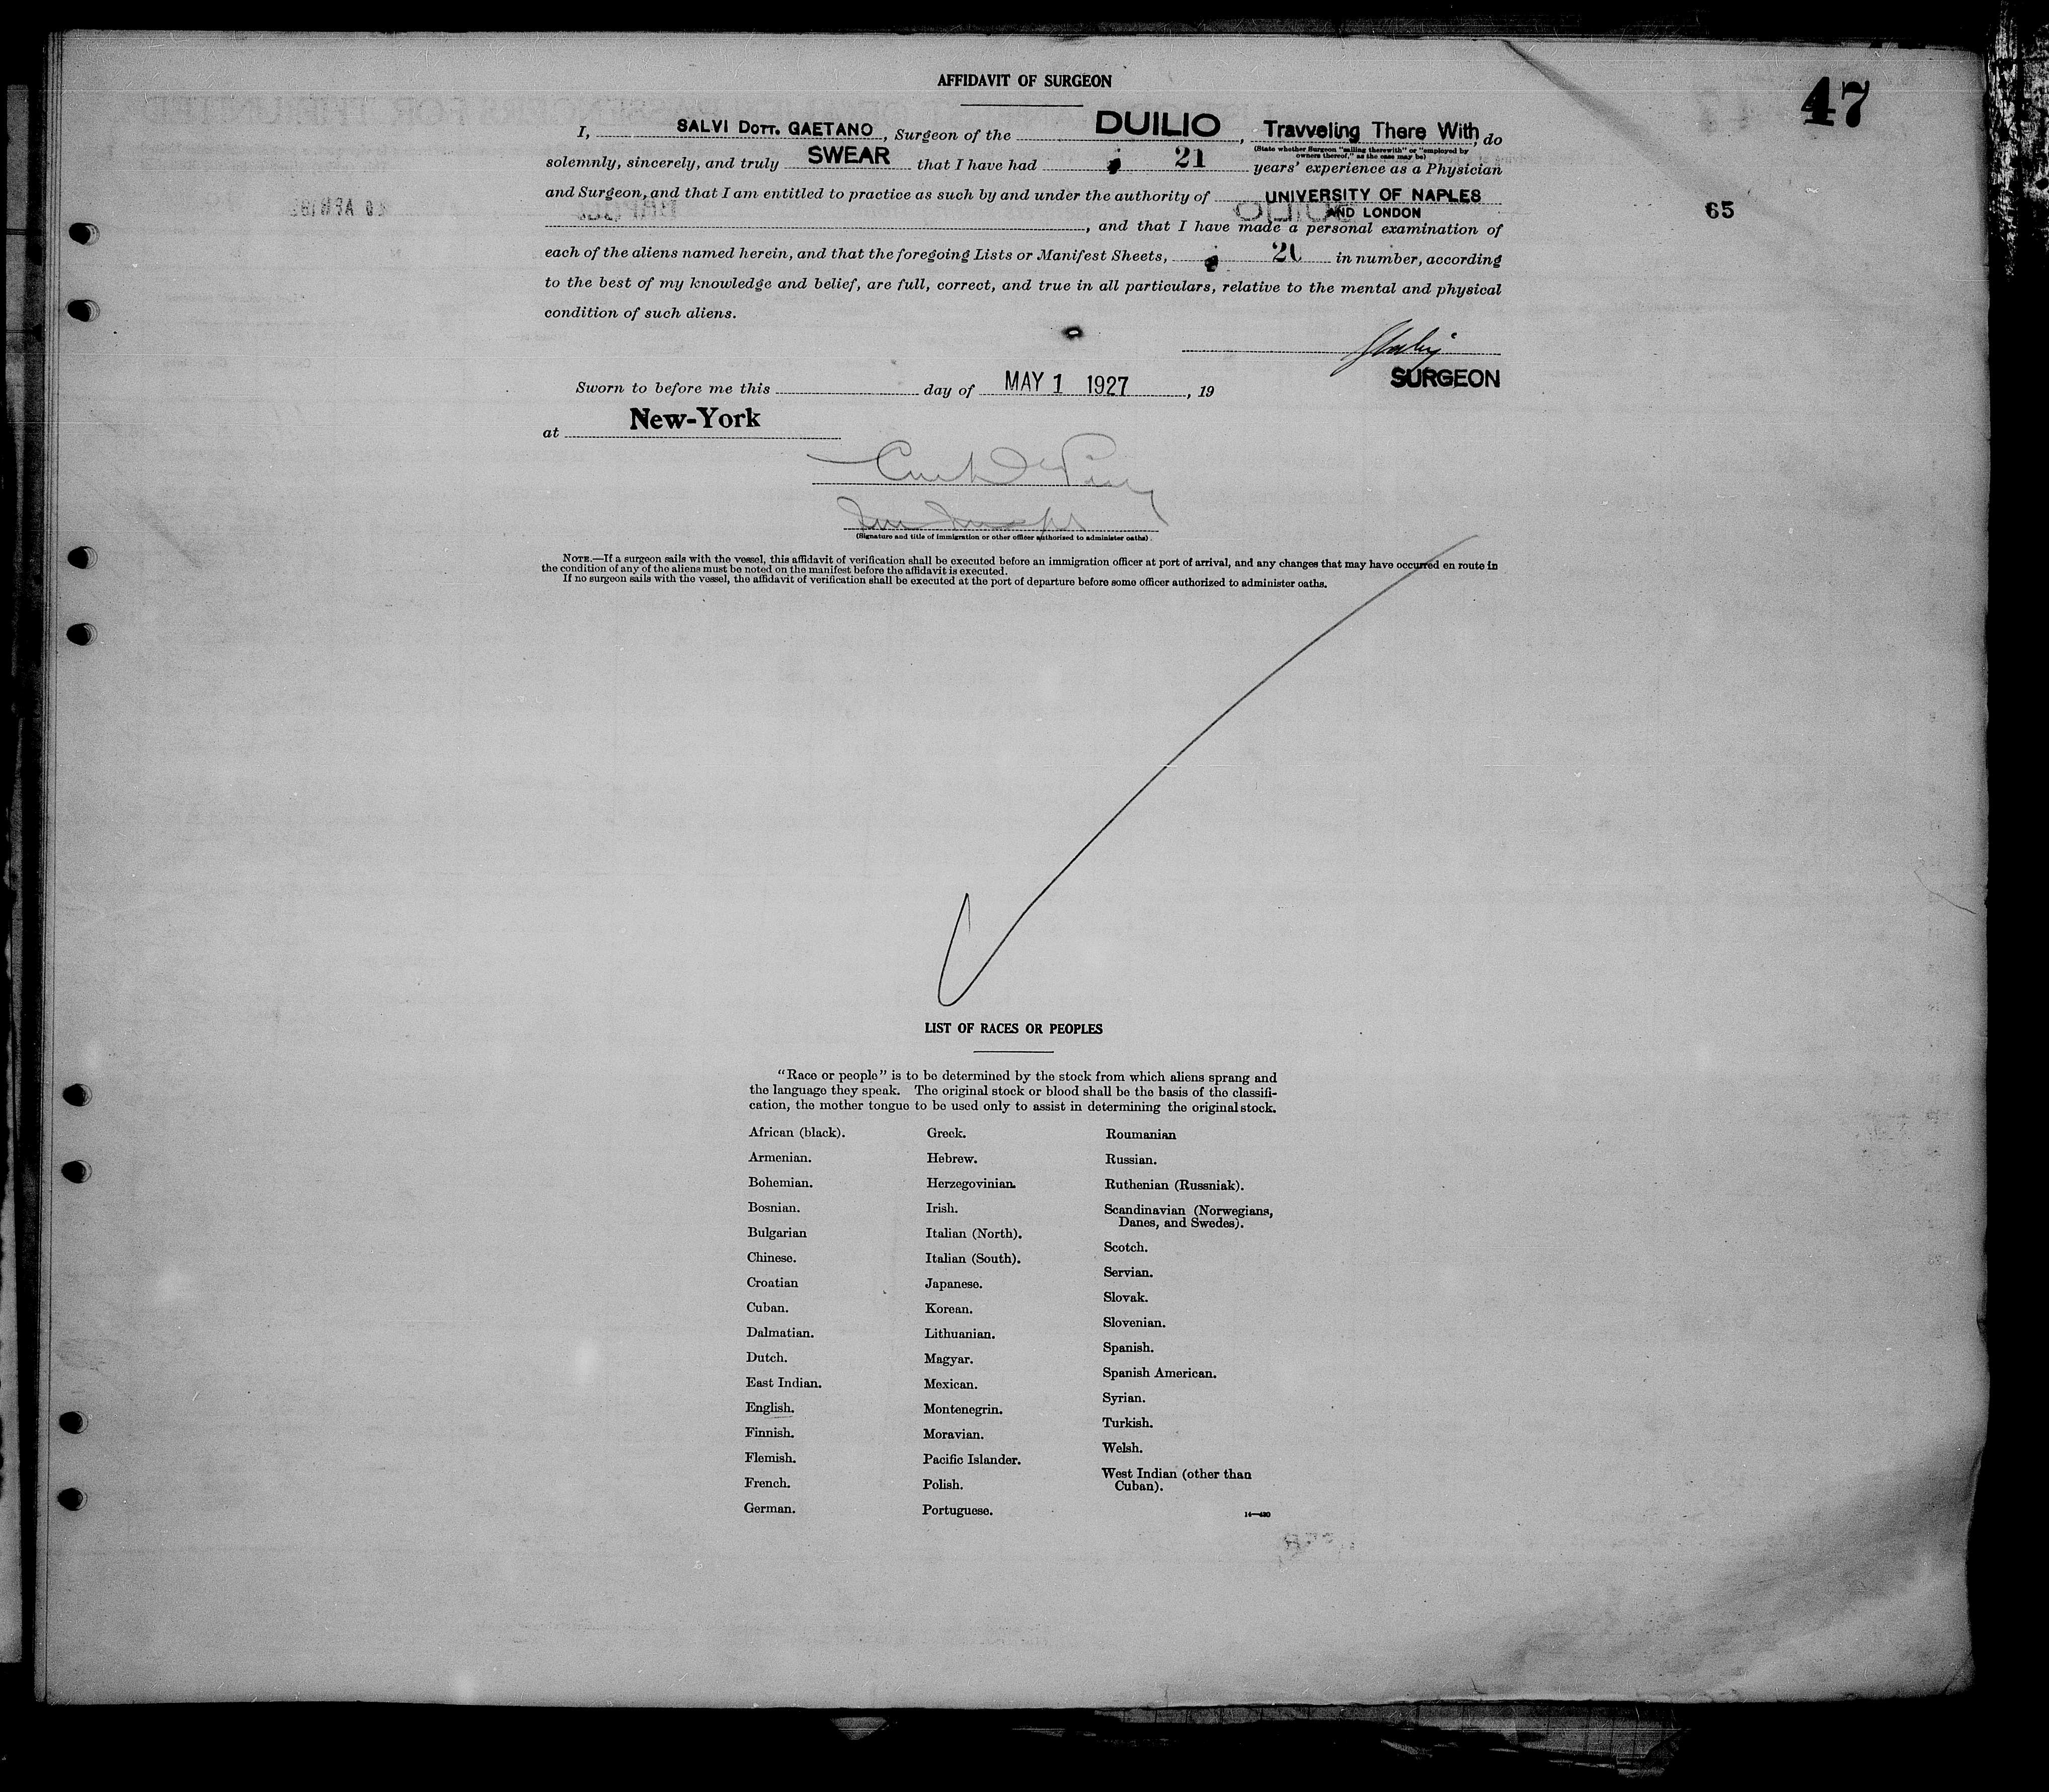 47
AFFIDAVIT OF SURGEON
I, SALVI DOTT. GAETANO, Surgeon of the DUILIO, Travveling There With, do
(State whether Surgeon "sailing therewith" or "employed by
owners thereof," as the case may be)
solemnly, sincerely, and truly SWEAR that I have had 21 years' experience as a Physician
and Surgeon, and that I am entitled to practice as such by and under the authority of UNIVERSITY OF NAPLES
AND LONDON
65
, and that I have made a personal examination of
each of the aliens named herein, and that the foregoing Lists or Manifest Sheets, in number, according
to the best of my knowledge and belief, are full, correct, and true in all particulars, relative to the mental and physical
condition of such aliens.
SURGEON
Sworn to before me this day of MAY 1 1927, 19
at New-York
(Signature and title of immigration or other officer authorized to administer oaths).
NOTE.—If a surgeon sails with the vessel, this affidavit of verification shall be executed before an immigration officer at port of arrival, and any changes that may have occurred en route in
the condition of any of the aliens must be noted on the manifest before the affidavit is executed.
If no surgeon sails with the vessel, the affidavit of verification shall be executed at the port of departure before some officer authorized to administer oaths.
LIST OF RACES OR PEOPLES
"Race or people" is to be determined by the stock from which aliens sprang and
the language they speak. The original stock or blood shall be the basis of the classifi-
cation, the mother tongue to be used only to assist in determining the original stock.
African (black).
Armenian.
Bohemian.
Bosnian.
Bulgarian
Chinese.
Croatian
Cuban.
Dalmatian.
Dutch.
East Indian.
English.
Finnish.
Flemish.
French.
German.
Greek.
Hebrew.
Herzegovinian.
Irish.
Italian (North).
Italian (South).
Japanese.
Korean.
Lithuanian.
Magyar.
Mexican.
Montenegrin.
Moravian.
Pacific Islander.
Polish.
Portuguese.
Roumanian
Russian.
Ruthenian (Russniak).
Scandinavian (Norwegians,
Danes, and Swedes).
Scotch.
Servian.
Slovak.
Slovenian.
Spanish.
Spanish American.
Syrian.
Turkish.
Welsh.
West Indian (other than
Cuban).
14—430